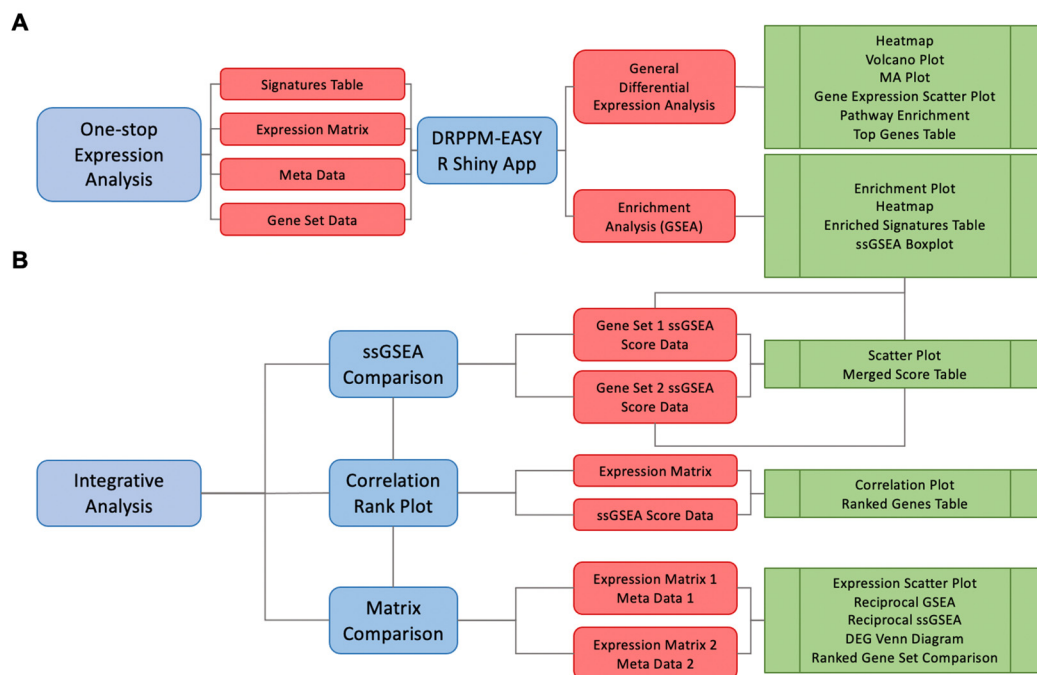 A
One-stop
Expression
Analysis
Signatures Table
Expression Matrix
Meta Data
Gene Set Data
DRPPM-EASY
R Shiny App
General
Differential
Expression Analysis
Enrichment
Analysis (GSEA)
Heatmap
Volcano Plot
MA Plot
Gene Expression Scatter Plot
Pathway Enrichment
Top Genes Table
Enrichment Plot
Heatmap
Enriched Signatures Table
ssGSEA Boxplot
B
Integrative
Analysis
ssGSEA
Comparison
Correlation
Rank Plot
Matrix
Comparison
Gene Set 1 ssGSEA
Score Data
Gene Set 2 ssGSEA
Score Data
Scatter Plot
Merged Score Table
Expression Matrix
ssGSEA Score Data
Correlation Plot
Ranked Genes Table
Expression Matrix 1
Meta Data 1
Expression Matrix 2
Meta Data 2
Expression Scatter Plot
Reciprocal GSEA
Reciprocal ssGSEA
DEG Venn Diagram
Ranked Gene Set Comparison